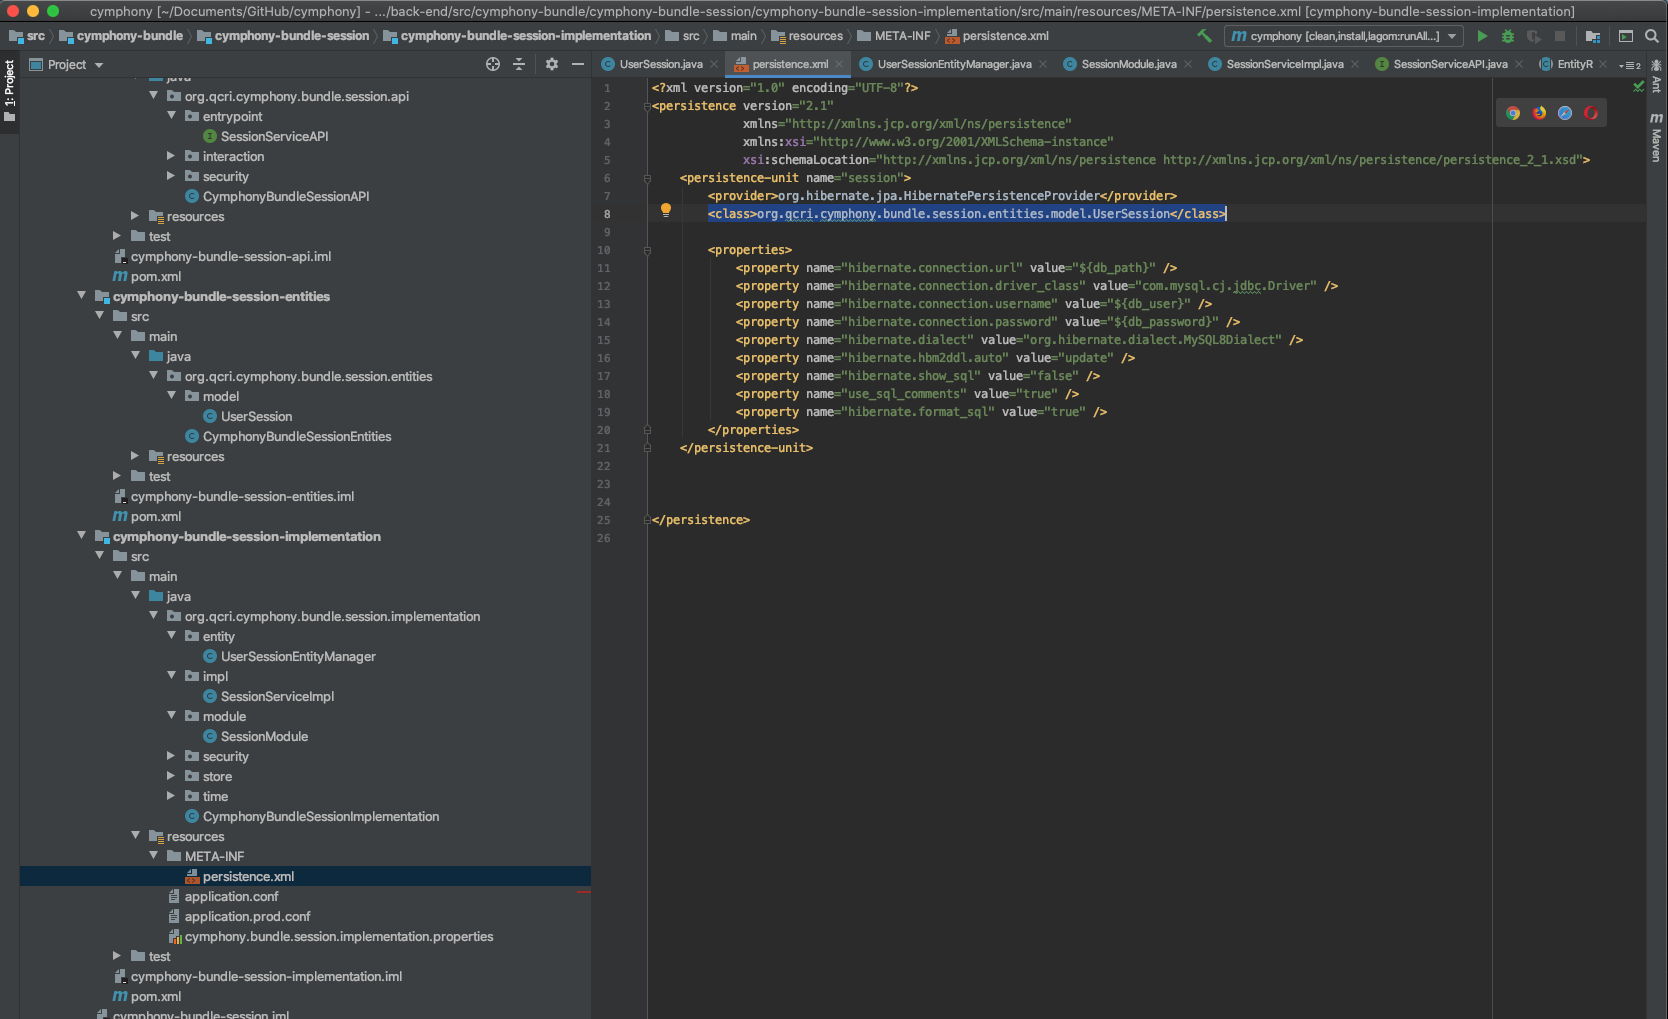 cymphony [~/Documents/GitHub/cymphony] - .../back-end/src/cymphony-bundle/cymphony-bundle-session/cymphony-bundle-session-implementation/src/main/resources/META-INF/persistence.xml [cymphony-bundle-session-implementation]
src cymphony-bundle cymphony-bundle-session cymphony-bundle-session-implementation src main resources META-INF persistence.xml cymphony [clean,install,lagom:runAll...]
1: Project
Project
java
org.qcri.cymphony.bundle.session.api
entrypoint
SessionServiceAPI
interaction
security
CymphonyBundleSessionAPI
resources
test
cymphony-bundle-session-api.iml
pom.xml
cymphony-bundle-session-entities
src
main
java
org.qcri.cymphony.bundle.session.entities
model
UserSession
CymphonyBundleSessionEntities
resources
test
cymphony-bundle-session-entities.iml
pom.xml
cymphony-bundle-session-implementation
src
main
java
org.qcri.cymphony.bundle.session.implementation
entity
UserSessionEntityManager
impl
SessionServiceImpl
module
SessionModule
security
store
time
CymphonyBundleSessionImplementation
resources
META-INF
persistence.xml
application.conf
application.prod.conf
cymphony.bundle.session.implementation.properties
test
cymphony-bundle-session-implementation.iml
pom.xml
cymphony-bundle-session.iml
UserSession.java persistence.xml UserSessionEntityManager.java SessionModule.java SessionServiceImpl.java SessionServiceAPI.java EntityR 2
1 <?xml version="1.0" encoding="UTF-8"?>
2 <persistence version="2.1"
3 xmlns="http://xmlns.jcp.org/xml/ns/persistence"
4 xmlns:xsi="http://www.w3.org/2001/XMLSchema-instance"
5 xsi:schemaLocation="http://xmlns.jcp.org/xml/ns/persistence http://xmlns.jcp.org/xml/ns/persistence/persistence_2_1.xsd">
6 <persistence-unit name="session">
7 <provider>org.hibernate.jpa.HibernatePersistenceProvider</provider>
8 <class>org.qcri.cymphony.bundle.session.entities.model.UserSession</class>
9
10 <properties>
11 <property name="hibernate.connection.url" value="${db_path}" />
12 <property name="hibernate.connection.driver_class" value="com.mysql.cj.jdbc.Driver" />
13 <property name="hibernate.connection.username" value="${db_user}" />
14 <property name="hibernate.connection.password" value="${db_password}" />
15 <property name="hibernate.dialect" value="org.hibernate.dialect.MySQL8Dialect" />
16 <property name="hibernate.hbm2ddl.auto" value="update" />
17 <property name="hibernate.show_sql" value="false" />
18 <property name="use_sql_comments" value="true" />
19 <property name="hibernate.format_sql" value="true" />
20 </properties>
21 </persistence-unit>
22
23
24
25 </persistence>
26
Ant
Maven